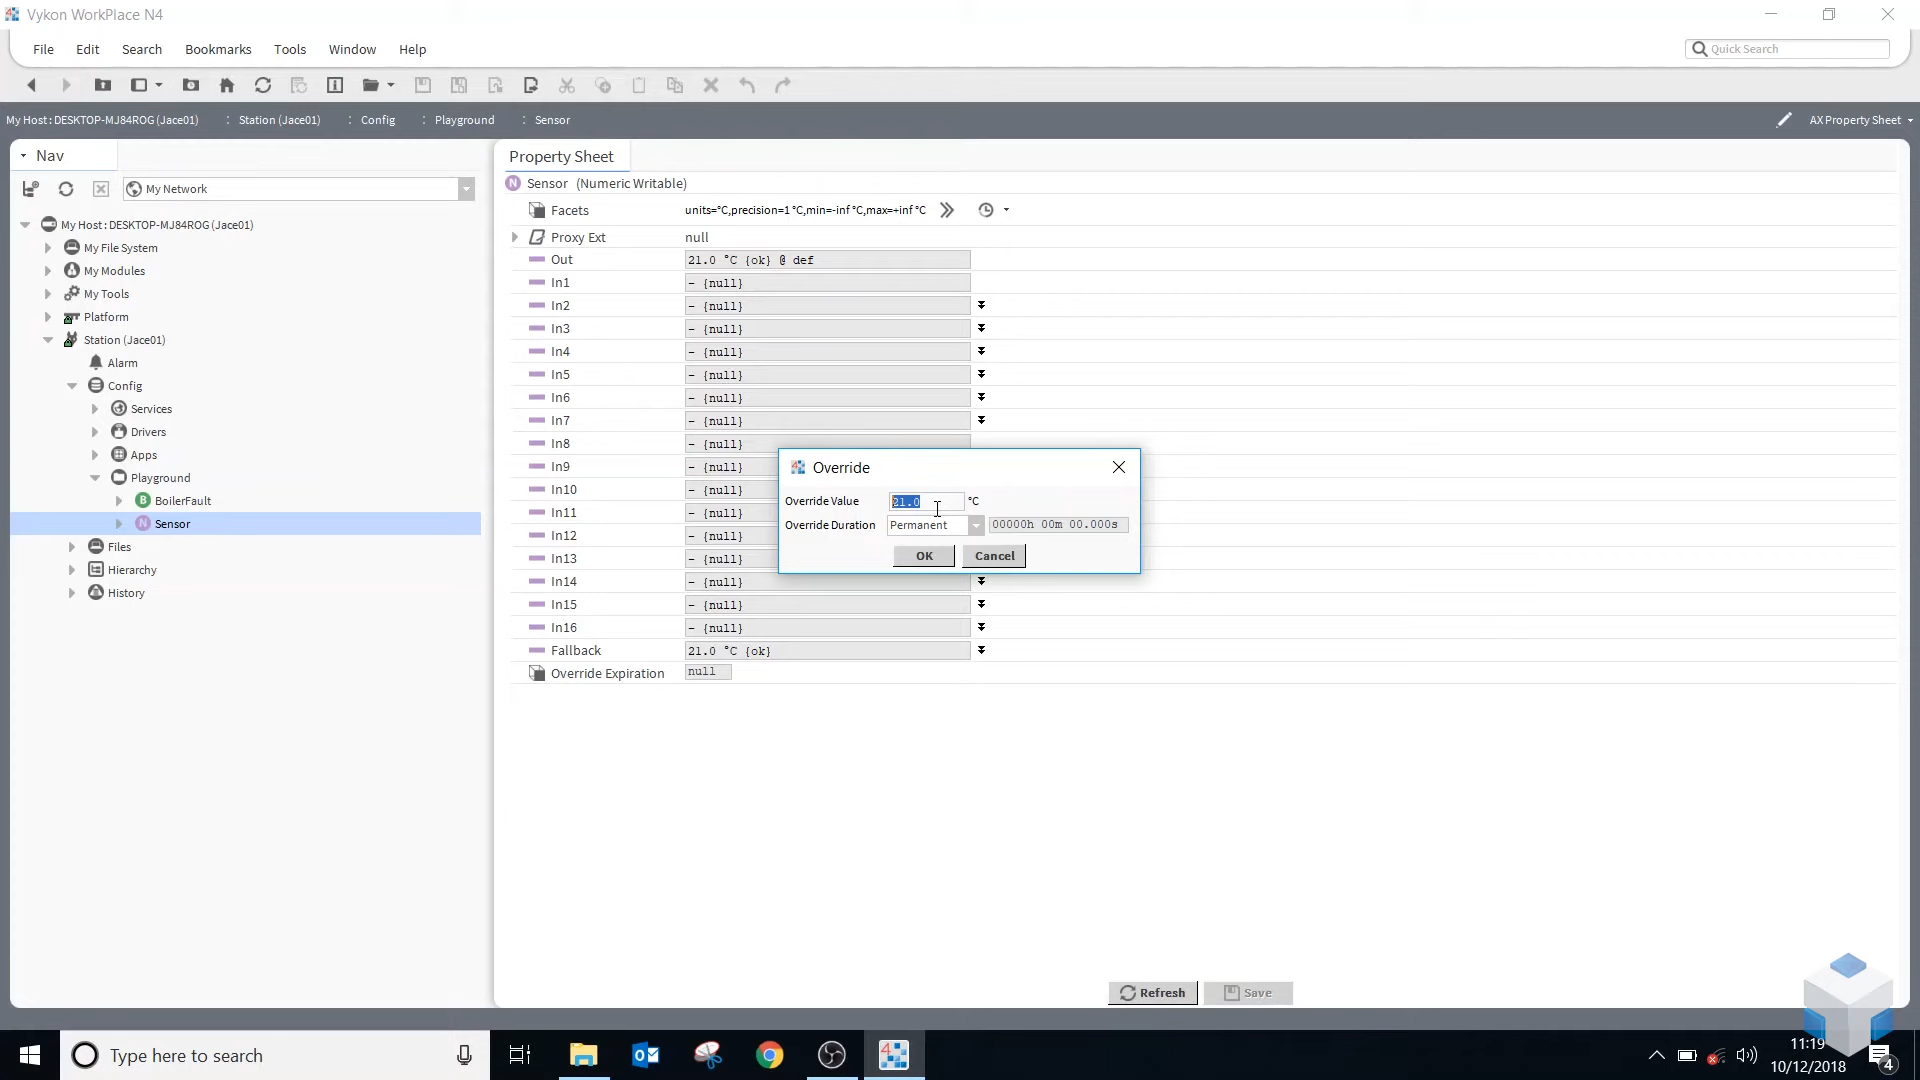 Vykon WorkPlace N4
File Edit Search Bookmarks Tools Window Help
Quick Search
My Host : DESKTOP-MJ84ROG (Jace01) : Station (Jace01) : Config : Playground : Sensor
AX Property Sheet
Nav
My Network
My Host : DESKTOP-MJ84ROG (Jace01)
My File System
My Modules
My Tools
Platform
Station (Jace01)
Alarm
Config
Services
Drivers
Apps
Playground
B BoilerFault
N Sensor
Files
Hierarchy
History
Property Sheet
N Sensor (Numeric Writable)
Facets units=°C,precision=1 °C,min=-inf °C,max=+inf °C
Proxy Ext null
Out 21.0 °C {ok} @ def
In1 - {null}
In2 - {null}
In3 - {null}
In4 - {null}
In5 - {null}
In6 - {null}
In7 - {null}
In8 - {null}
In9 - {null}
In10 - {null}
In11 - {null}
In12 - {null}
In13 - {null}
In14 - {null}
In15 - {null}
In16 - {null}
Fallback 21.0 °C {ok}
Override Expiration null
Override
Override Value 21.0 °C
Override Duration Permanent 00000h 00m 00.000s
OK Cancel
Refresh Save
Type here to search
11:19
10/12/2018
4